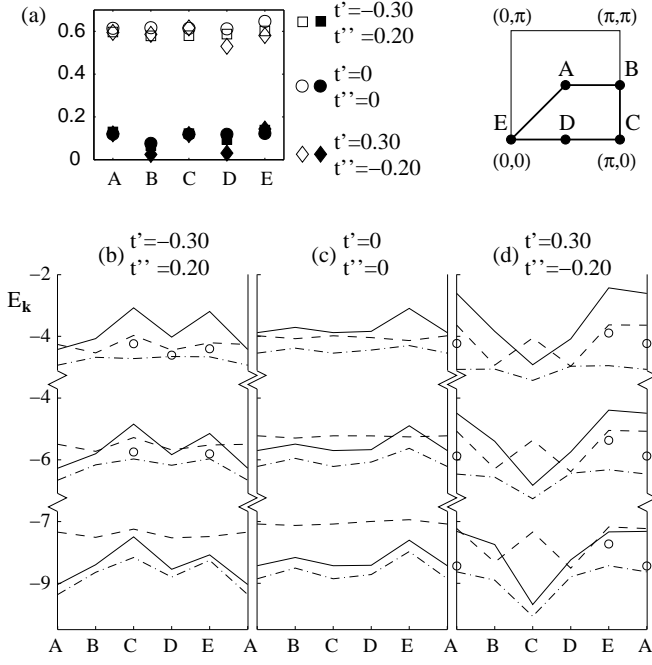 (a)
0.6
0.4
0.2
0
A B C D E
t'=−0.30
t''=0.20
t'=0
t''=0
t'=0.30
t''=−0.20
(0,π) (π,π)
A B
E D C
(0,0) (π,0)
(b) t'=−0.30
t''=0.20
(c) t'=0
t''=0
(d) t'=0.30
t''=−0.20
E_k
−2
−4
−4
−6
−7
−9
A B C D E A B C D E A B C D E A